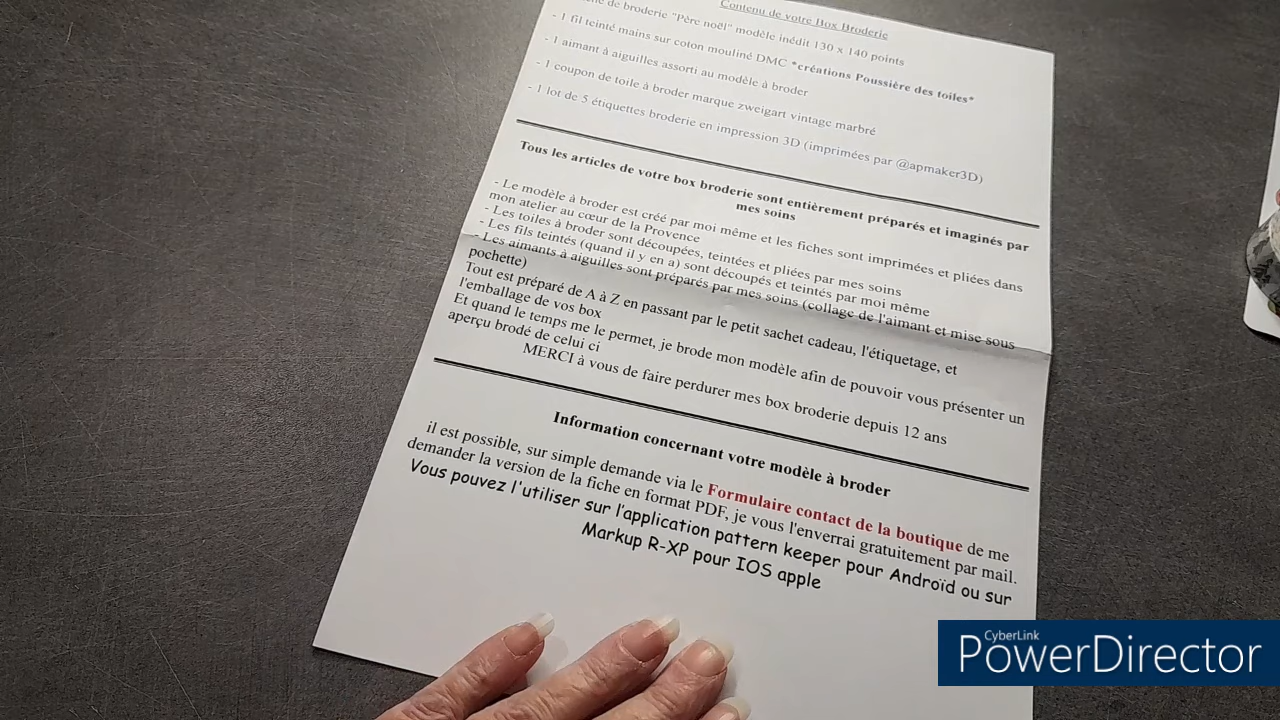 Contenu de votre Box Broderie
de broderie "Père noël" modèle inédit 130 x 140 points
- 1 fil teinté mains sur coton mouliné DMC *créations Poussière des toiles*
- 1 aimant à aiguilles assorti au modèle à broder
- 1 coupon de toile à broder marque zweigart vintage marbré
- 1 lot de 5 étiquettes broderie en impression 3D (imprimées par @apmaker3D)
Tous les articles de votre box broderie sont entièrement préparés et imaginés par
mes soins
- Le modèle à broder est créé par moi même et les fiches sont imprimées et pliées dans
mon atelier au cœur de la Provence
- Les toiles à broder sont découpées, teintées et pliées par mes soins
- Les fils teintés (quand il y en a) sont découpés et teintés par moi même
- Les aimants à aiguilles sont préparés par mes soins (collage de l'aimant et mise sous
pochette)
Tout est préparé de A à Z en passant par le petit sachet cadeau, l'étiquetage, et
l'emballage de vos box
Et quand le temps me le permet, je brode mon modèle afin de pouvoir vous présenter un
aperçu brodé de celui ci
MERCI à vous de faire perdurer mes box broderie depuis 12 ans
Information concernant votre modèle à broder
il est possible, sur simple demande via le Formulaire contact de la boutique de me
demander la version de la fiche en format PDF, je vous l'enverrai gratuitement par mail.
Vous pouvez l'utiliser sur l'application pattern keeper pour Androïd ou sur
Markup R-XP pour IOS apple
CyberLink
PowerDirector